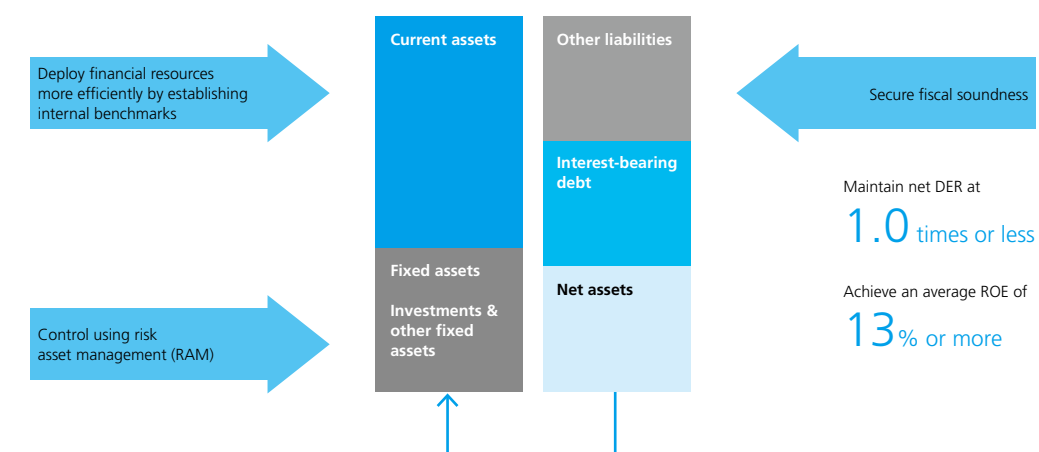 Deploy financial resources
more efficiently by establishing
internal benchmarks
Control using risk
asset management (RAM)
Current assets
Fixed assets
Investments &
other fixed
assets
Other liabilities
Interest-bearing
debt
Net assets
Secure fiscal soundness
Maintain net DER at
1.0 times or less
Achieve an average ROE of
13% or more